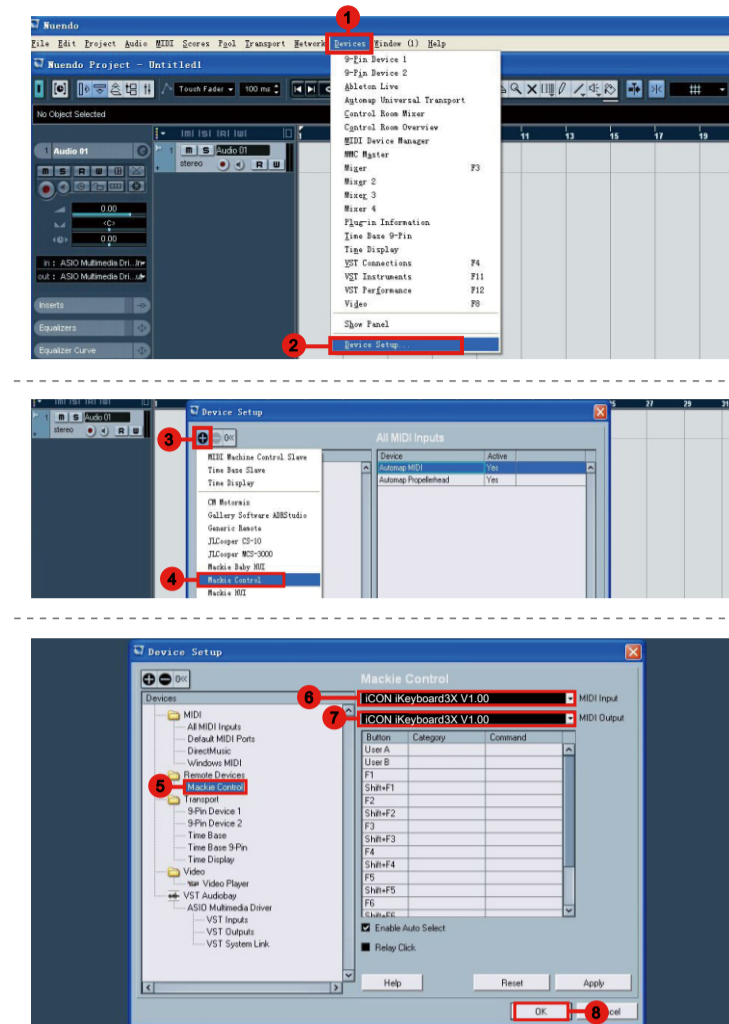 1
Nuendo
File Edit Project Audio MIDI Scores Pool Transport Network Devices Window (1) Help
Nuendo Project - Untitled1
Touch Fader 100 ms
No Object Selected
9-Pin Device 1
9-Pin Device 2
Ableton Live
Automap Universal Transport
Control Room Mixer
Control Room Overview
MIDI Device Manager
MMC Master
Mixer F3
Mixer 2
Mixer 3
Mixer 4
Plug-in Information
Time Base 9-Pin
Time Display
VST Connections F4
VST Instruments F11
VST Performance F12
Video F8
Show Panel
2 Device Setup...
11 13 15 17 19
1 Audio 01
m S R W
0.00
<C>
0.00
in : ASIO Multimedia Dri...
out : ASIO Multimedia Dri...
Inserts
Equalizers
Equalizer Curve
1 m S Audio 01
stereo R W
27 29 31
1 m S Audio 01
stereo R W
Device Setup
3
All MIDI Inputs
Device Active
Automap MIDI Yes
Automap Propellerhead Yes
MIDI Machine Control Slave
Time Base Slave
Time Display
CM Motormix
Gallery Software ADRStudio
Generic Remote
JLCooper CS-10
JLCooper MCS-3000
Mackie Baby HUI
4 Mackie Control
Mackie HUI
Device Setup
Mackie Control
Devices
MIDI
All MIDI Inputs
Default MIDI Ports
DirectMusic
Windows MIDI
Remote Devices
5 Mackie Control
Transport
9-Pin Device 1
9-Pin Device 2
Time Base
Time Base 9-Pin
Time Display
Video
Video Player
VST Audiobay
ASIO Multimedia Driver
VST Inputs
VST Outputs
VST System Link
6 iCON iKeyboard3X V1.00 MIDI Input
7 iCON iKeyboard3X V1.00 MIDI Output
Button Category Command
User A
User B
F1
Shift+F1
F2
Shift+F2
F3
Shift+F3
F4
Shift+F4
F5
Shift+F5
F6
Shift+F6
Enable Auto Select
Relay Click
Help Reset Apply
OK 8 cel